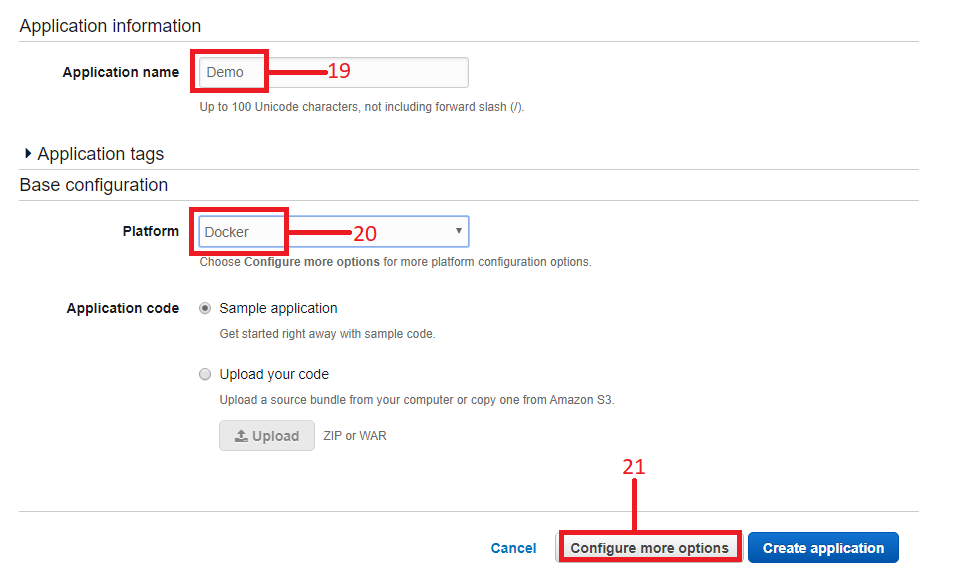 Application information
Application name Demo 19
Up to 100 Unicode characters, not including forward slash (/).
Application tags
Base configuration
Platform Docker 20
Choose Configure more options for more platform configuration options.
Application code Sample application
Get started right away with sample code.
Upload your code
Upload a source bundle from your computer or copy one from Amazon S3.
Upload ZIP or WAR
21
Cancel Configure more options Create application